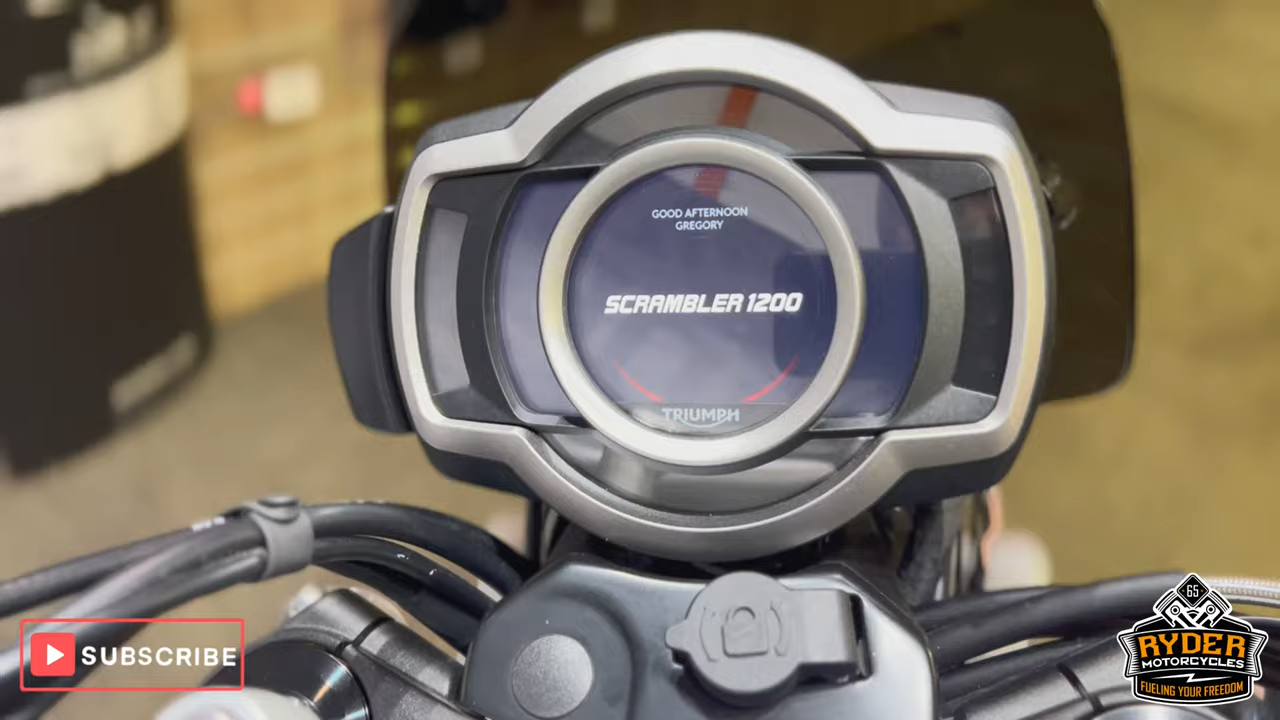 GOOD AFTERNOON
GREGORY
SCRAMBLER 1200
TRIUMPH
SUBSCRIBE
65
RYDER
MOTORCYCLES
FUELING YOUR FREEDOM